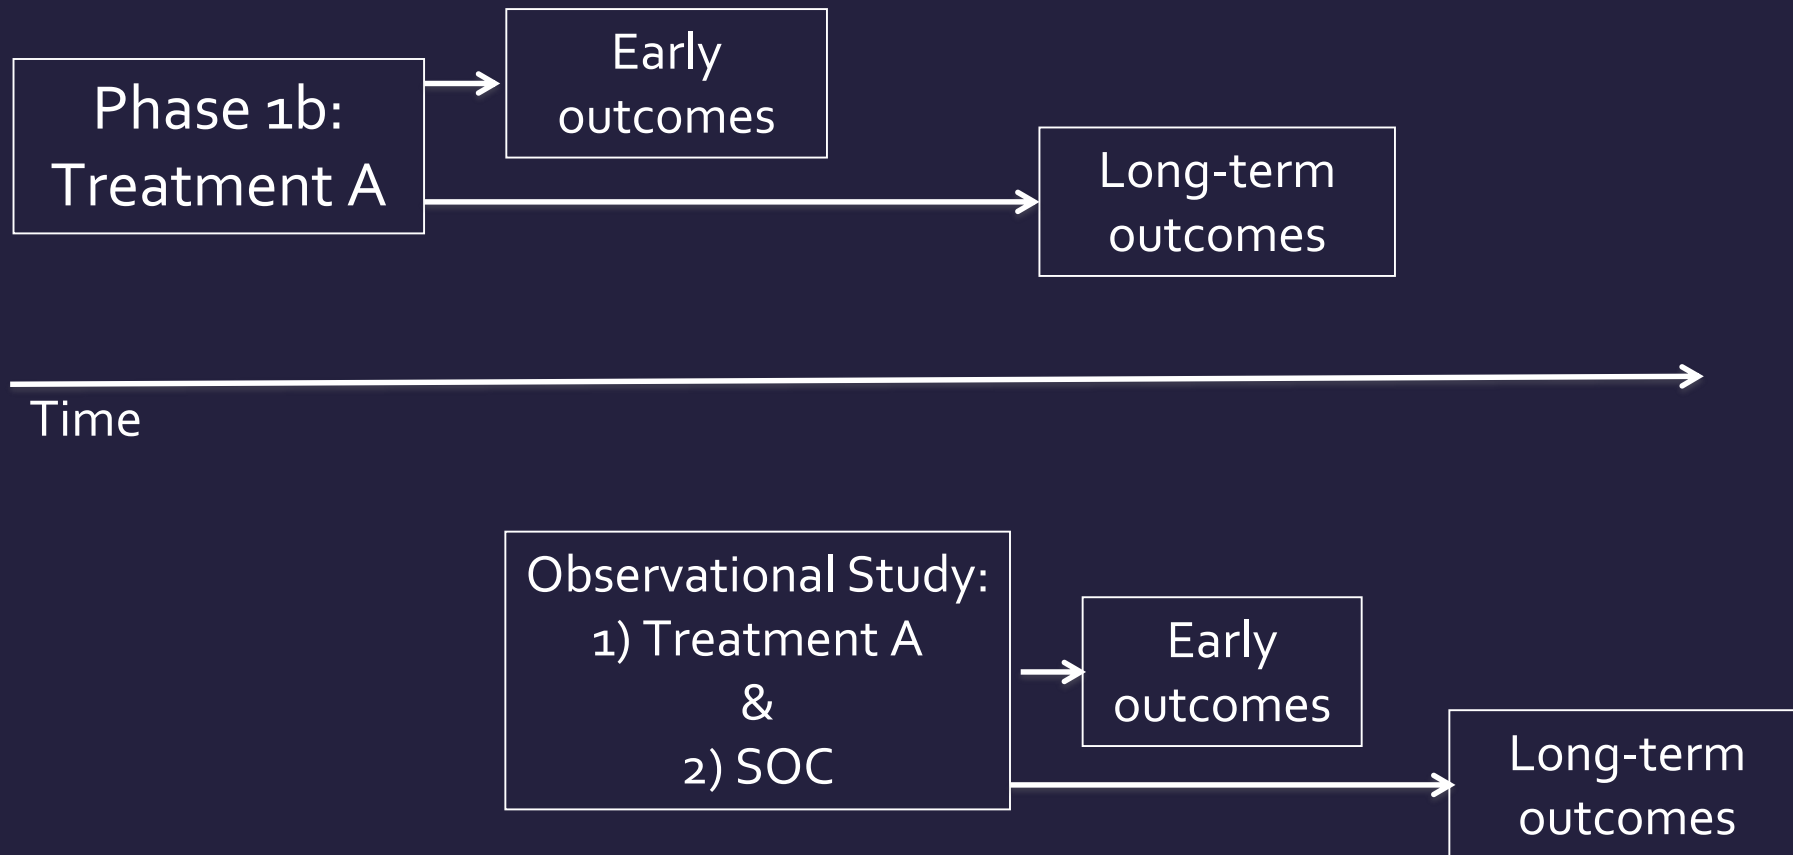 Phase 1b:
Treatment A
Early
outcomes
Long-term
outcomes
Time
Observational Study:
1) Treatment A
&
2) SOC
Early
outcomes
Long-term
outcomes